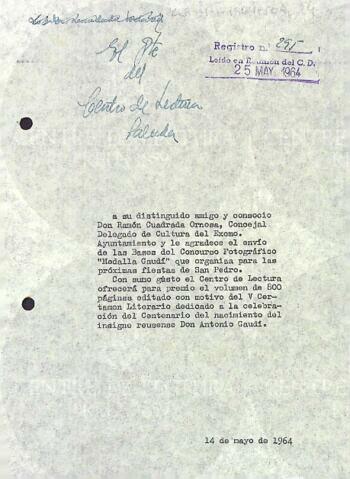 El Pte
del
Centro de Lectura
Saluda
Registro n.º 295
Leído en Reunión del C. D.
25 MAY. 1964
a su distinguido amigo y consocio
Don Ramón Cuadrada Ornosa, Concejal
Delegado de Cultura del Excmo.
Ayuntamiento y le agradece el envío
de las Bases del Concurso Fotográfico
"Medalla Gaudí" que organiza para las
próximas fiestas de San Pedro.
Con sumo gusto el Centro de Lectura
ofrecerá para premio el volumen de 800
páginas editado con motivo del V Cer-
tamen Literario dedicado a la celebra-
ción del Centenario del nacimiento del
insigne reusense Don Antonio Gaudí.
14 de mayo de 1964